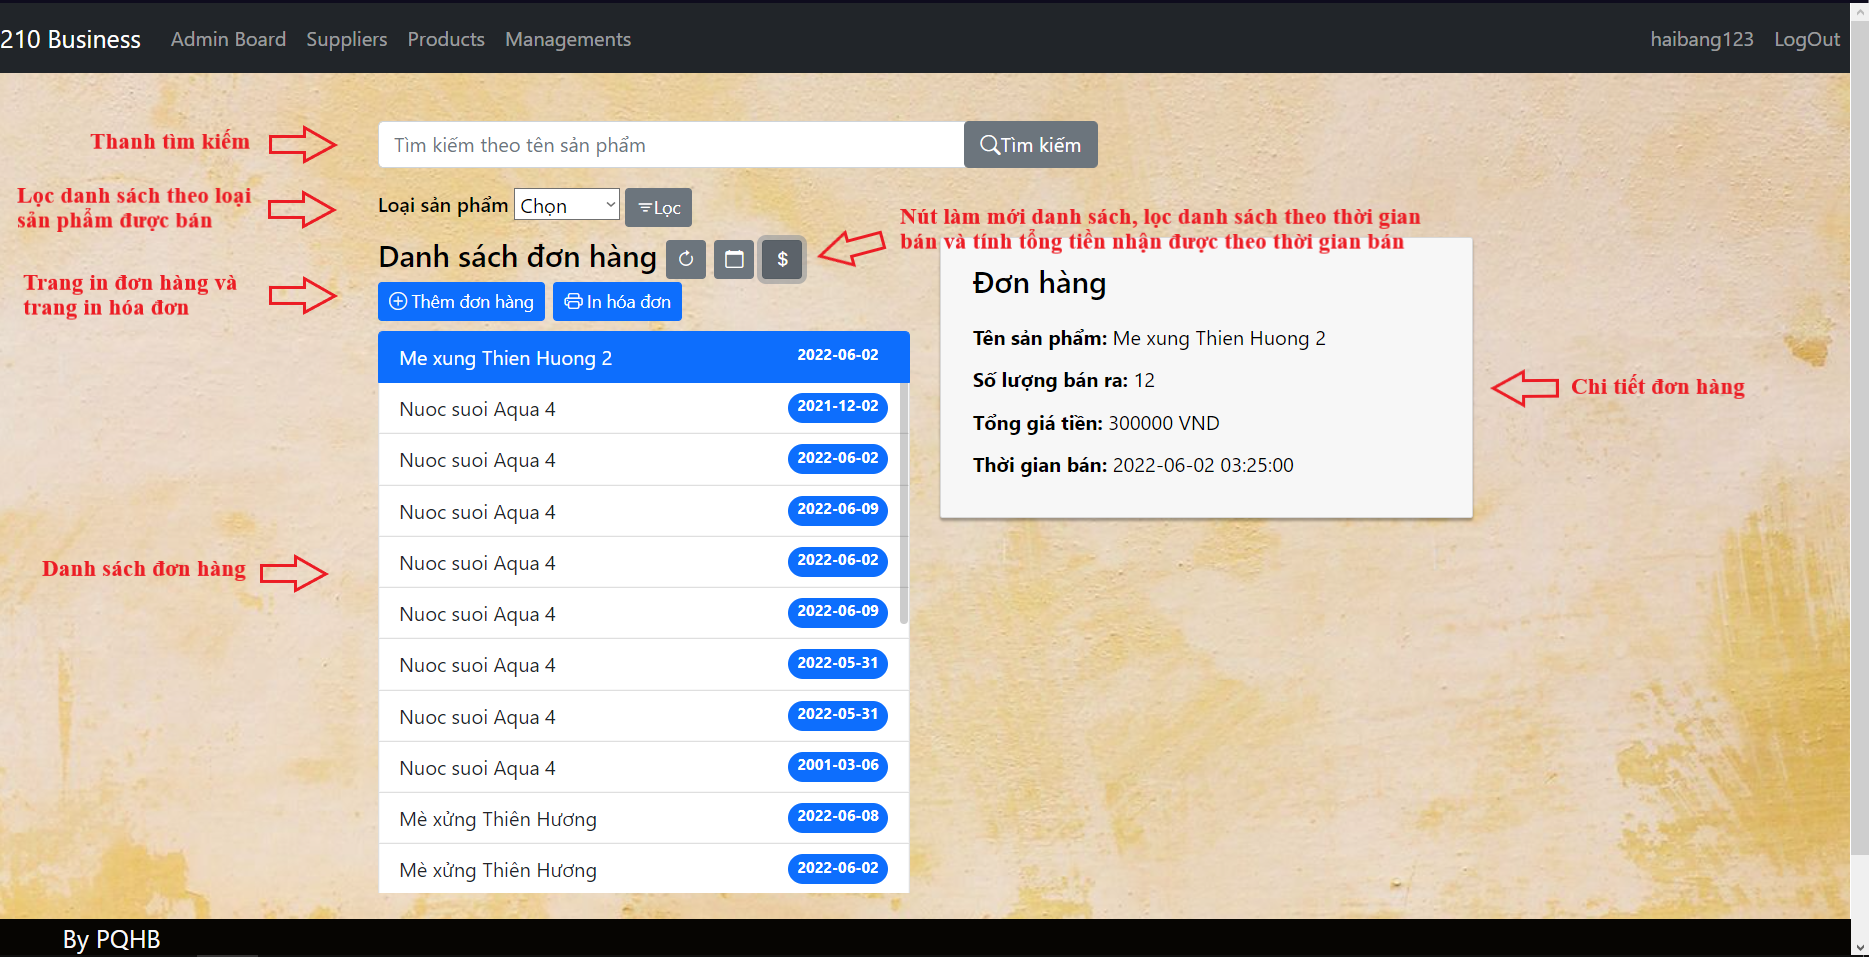 210 Business Admin Board Suppliers Products Managements haibang123 LogOut
Thanh tìm kiếm
Tìm kiếm theo tên sản phẩm Tìm kiếm
Lọc danh sách theo loại
sản phẩm được bán
Loại sản phẩm Chọn Lọc
Nút làm mới danh sách, lọc danh sách theo thời gian
bán và tính tổng tiền nhận được theo thời gian bán
Danh sách đơn hàng $
Trang in đơn hàng và
trang in hóa đơn
Thêm đơn hàng In hóa đơn
Me xung Thien Huong 2 2022-06-02
Nuoc suoi Aqua 4 2021-12-02
Nuoc suoi Aqua 4 2022-06-02
Nuoc suoi Aqua 4 2022-06-09
Nuoc suoi Aqua 4 2022-06-02
Nuoc suoi Aqua 4 2022-06-09
Nuoc suoi Aqua 4 2022-05-31
Nuoc suoi Aqua 4 2022-05-31
Nuoc suoi Aqua 4 2001-03-06
Mè xửng Thiên Hương 2022-06-08
Mè xửng Thiên Hương 2022-06-02
Danh sách đơn hàng
Đơn hàng
Tên sản phẩm: Me xung Thien Huong 2
Số lượng bán ra: 12
Tổng giá tiền: 300000 VND
Thời gian bán: 2022-06-02 03:25:00
Chi tiết đơn hàng
By PQHB